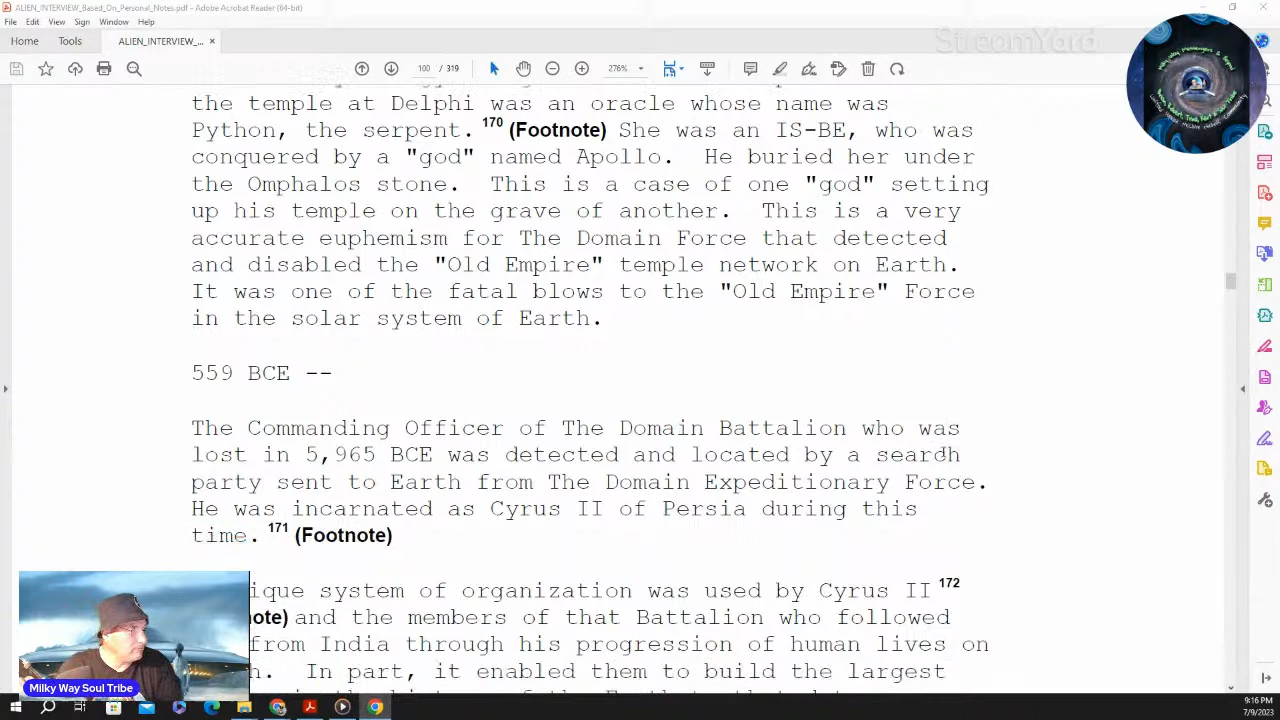 ALIEN_INTERVIEW_Based_On_Personal_Notes.pdf - Adobe Acrobat Reader (64-bit)
File Edit View Sign Window Help
Home Tools ALIEN_INTERVIEW_... ×
StreamYard
100 / 319 276%
the temple at Delphi was an oracle whose name was
Python, the serpent. 170 (Footnote) She was an IS-BE, who was
conquered by a "god" named Apollo. He buried her under
the Omphalos stone. This is a case of one "god" setting
up his temple on the grave of another. This is a very
accurate euphemism for The Domain Force that detected
and disabled the "Old Empire" temple network on Earth.
It was one of the fatal blows to the "Old Empire" Force
in the solar system of Earth.
559 BCE --
The Commanding Officer of The Domain Battalion who was
lost in 5,965 BCE was detected and located by a search
party sent to Earth from The Domain Expeditionary Force.
He was incarnated as Cyrus II of Persia during this
time. 171 (Footnote)
ique system of organization was used by Cyrus II 172
ote) and the members of that Battalion who followed
from India through his progression of human lives on
In part, it enabled them to build the largest
Milky Way Soul Tribe
9:16 PM
7/9/2023